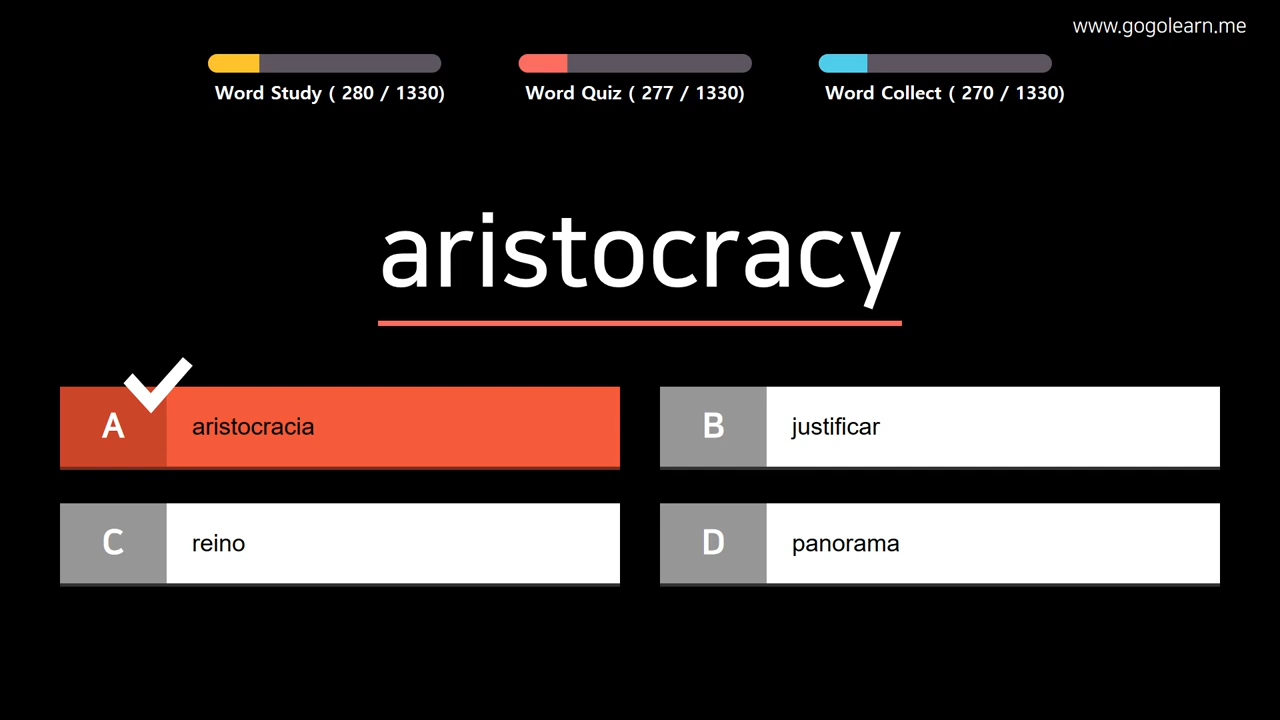 www.gogolearn.me
Word Study ( 280 / 1330)
Word Quiz ( 277 / 1330)
Word Collect ( 270 / 1330)
aristocracy
A
aristocracia
B
justificar
C
reino
D
panorama